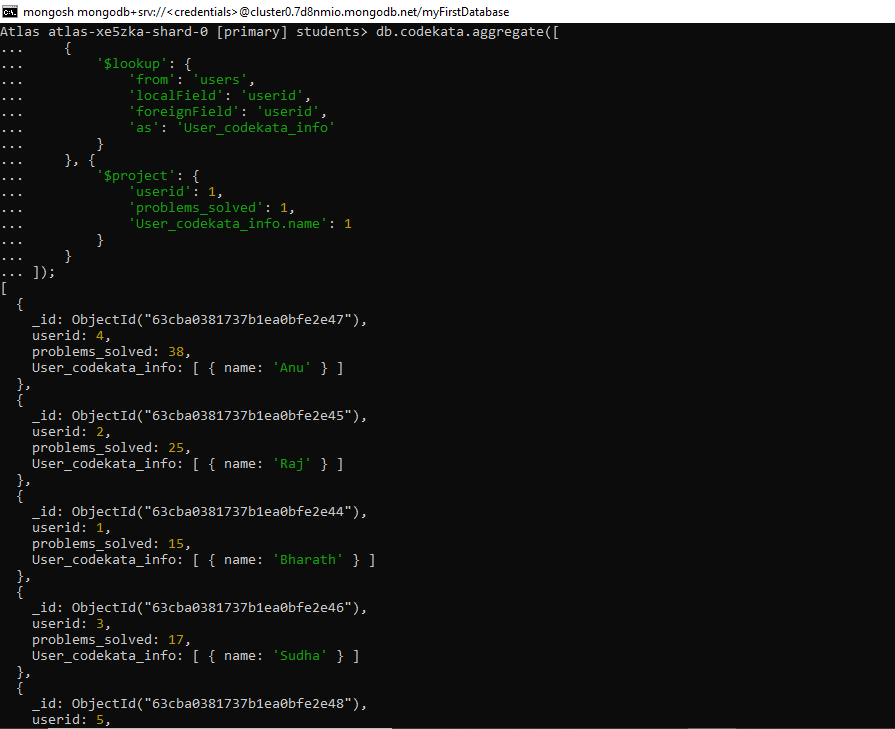 mongosh mongodb+srv://<credentials>@cluster0.7d8nmio.mongodb.net/myFirstDatabase
Atlas atlas-xe5zka-shard-0 [primary] students> db.codekata.aggregate([
...     {
...         '$lookup': {
...             'from': 'users',
...             'localField': 'userid',
...             'foreignField': 'userid',
...             'as': 'User_codekata_info'
...         }
...     }, {
...         '$project': {
...             'userid': 1,
...             'problems_solved': 1,
...             'User_codekata_info.name': 1
...         }
...     }
... ]);
[
  {
    _id: ObjectId("63cba0381737b1ea0bfe2e47"),
    userid: 4,
    problems_solved: 38,
    User_codekata_info: [ { name: 'Anu' } ]
  },
  {
    _id: ObjectId("63cba0381737b1ea0bfe2e45"),
    userid: 2,
    problems_solved: 25,
    User_codekata_info: [ { name: 'Raj' } ]
  },
  {
    _id: ObjectId("63cba0381737b1ea0bfe2e44"),
    userid: 1,
    problems_solved: 15,
    User_codekata_info: [ { name: 'Bharath' } ]
  },
  {
    _id: ObjectId("63cba0381737b1ea0bfe2e46"),
    userid: 3,
    problems_solved: 17,
    User_codekata_info: [ { name: 'Sudha' } ]
  },
  {
    _id: ObjectId("63cba0381737b1ea0bfe2e48"),
    userid: 5,